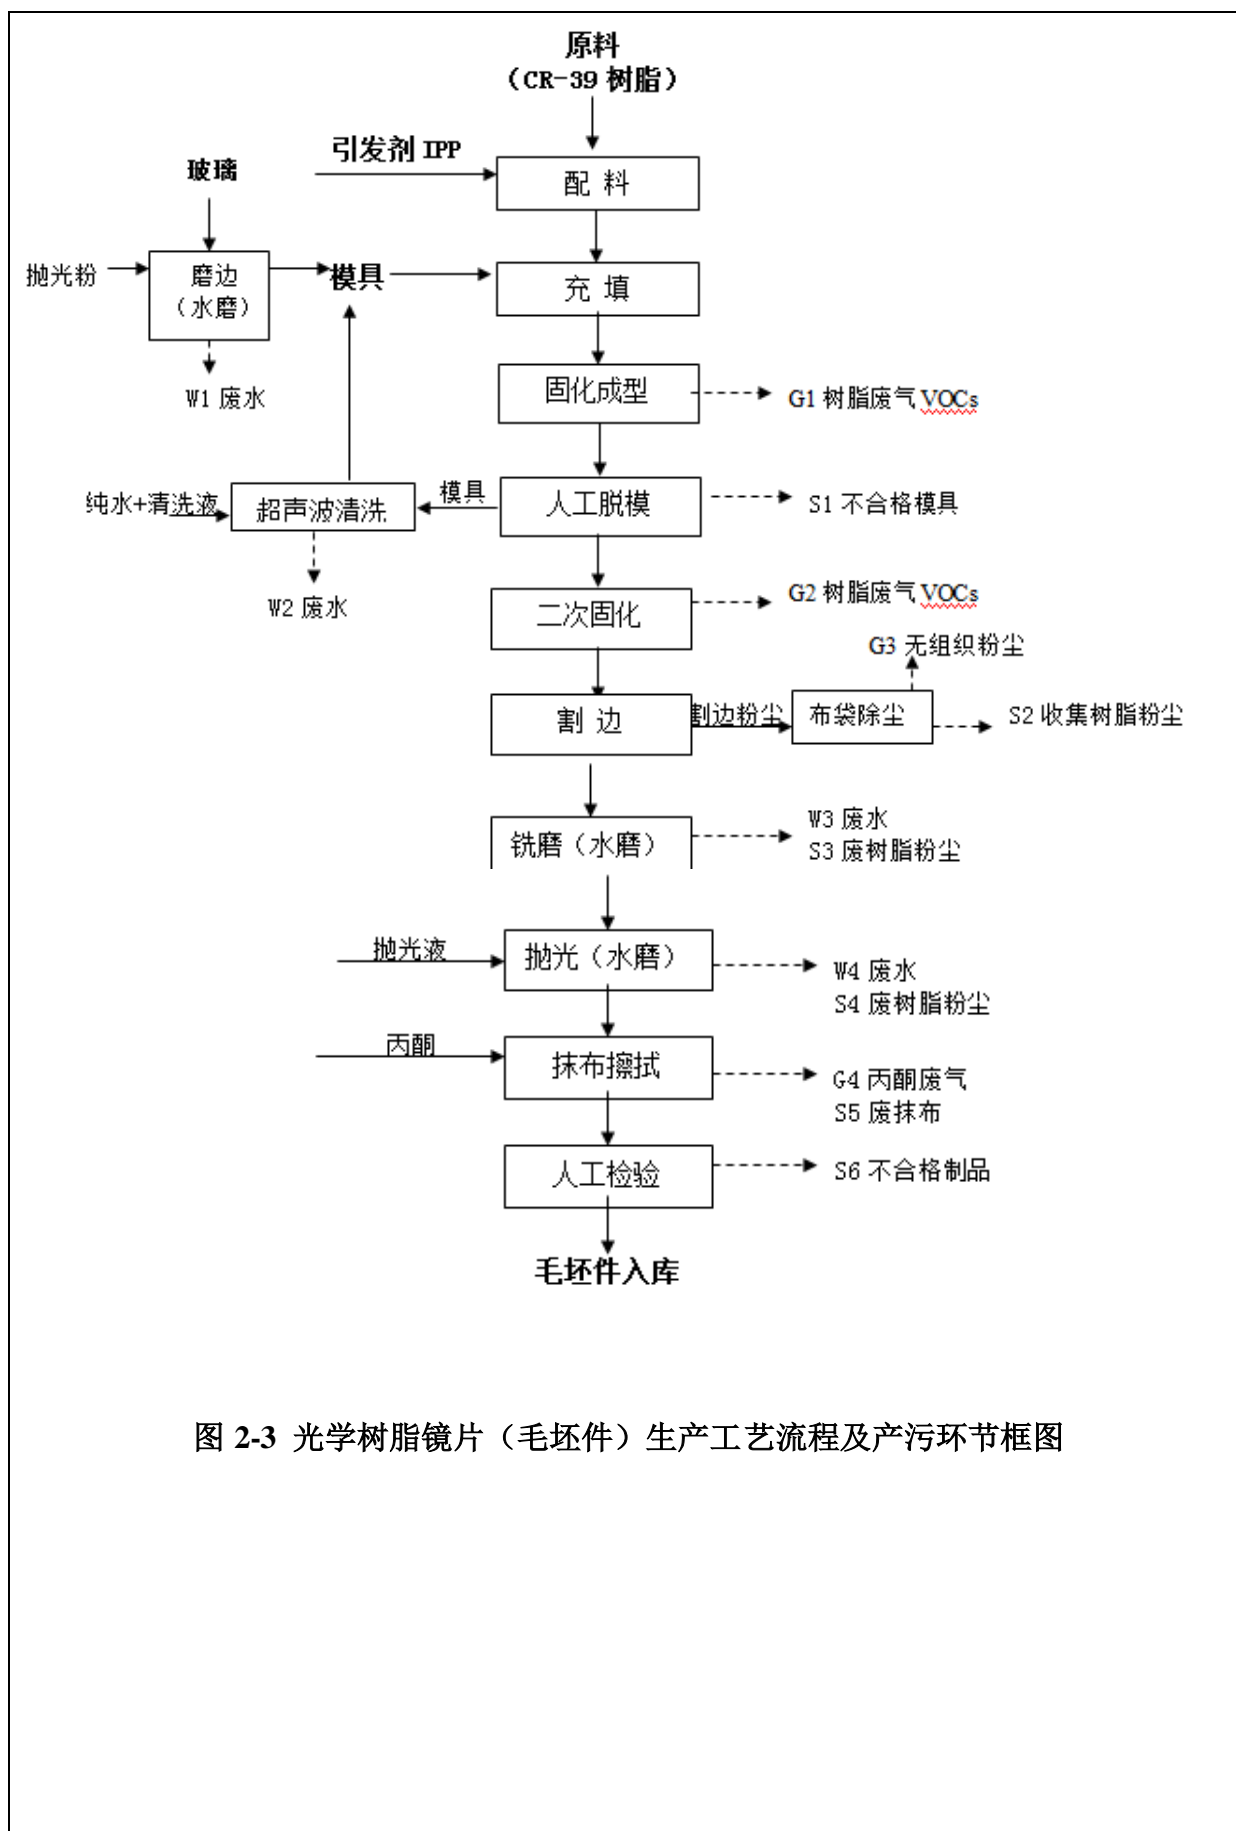 原料
（CR-39 树脂）
引发剂 IPP
玻璃
配 料
抛光粉
磨边
（水磨）
模具
充 填
W1 废水
固化成型
G1 树脂废气 VOCs
纯水+清洗液
超声波清洗
模具
人工脱模
S1 不合格模具
W2 废水
二次固化
G2 树脂废气 VOCs
G3 无组织粉尘
割 边
割边粉尘
布袋除尘
S2 收集树脂粉尘
铣磨（水磨）
W3 废水
S3 废树脂粉尘
抛光液
抛光（水磨）
W4 废水
S4 废树脂粉尘
丙酮
抹布擦拭
G4 丙酮废气
S5 废抹布
人工检验
S6 不合格制品
毛坯件入库
图 2-3 光学树脂镜片（毛坯件）生产工艺流程及产污环节框图